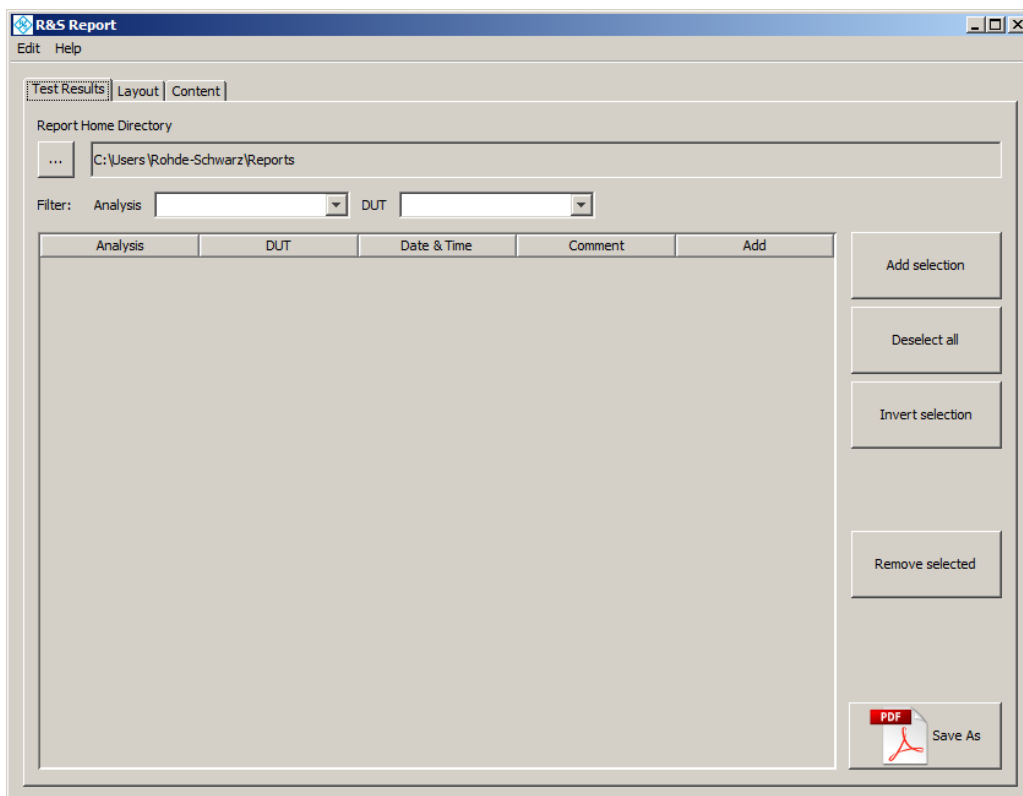 R&S Report
Edit Help
Test Results Layout Content
Report Home Directory
... C:\Users\Rohde-Schwarz\Reports
Filter: Analysis DUT
Analysis DUT Date & Time Comment Add
Add selection
Deselect all
Invert selection
Remove selected
PDF
Save As